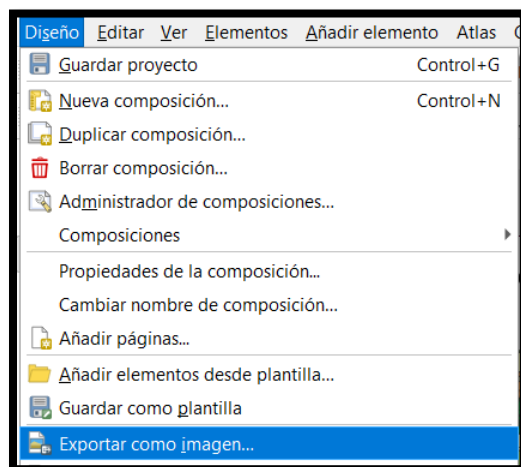 Diseño Editar Ver Elementos Añadir elemento Atlas
Guardar proyecto Control+G
Nueva composición... Control+N
Duplicar composición...
Borrar composición...
Administrador de composiciones...
Composiciones
Propiedades de la composición...
Cambiar nombre de composición...
Añadir páginas...
Añadir elementos desde plantilla...
Guardar como plantilla
Exportar como imagen...